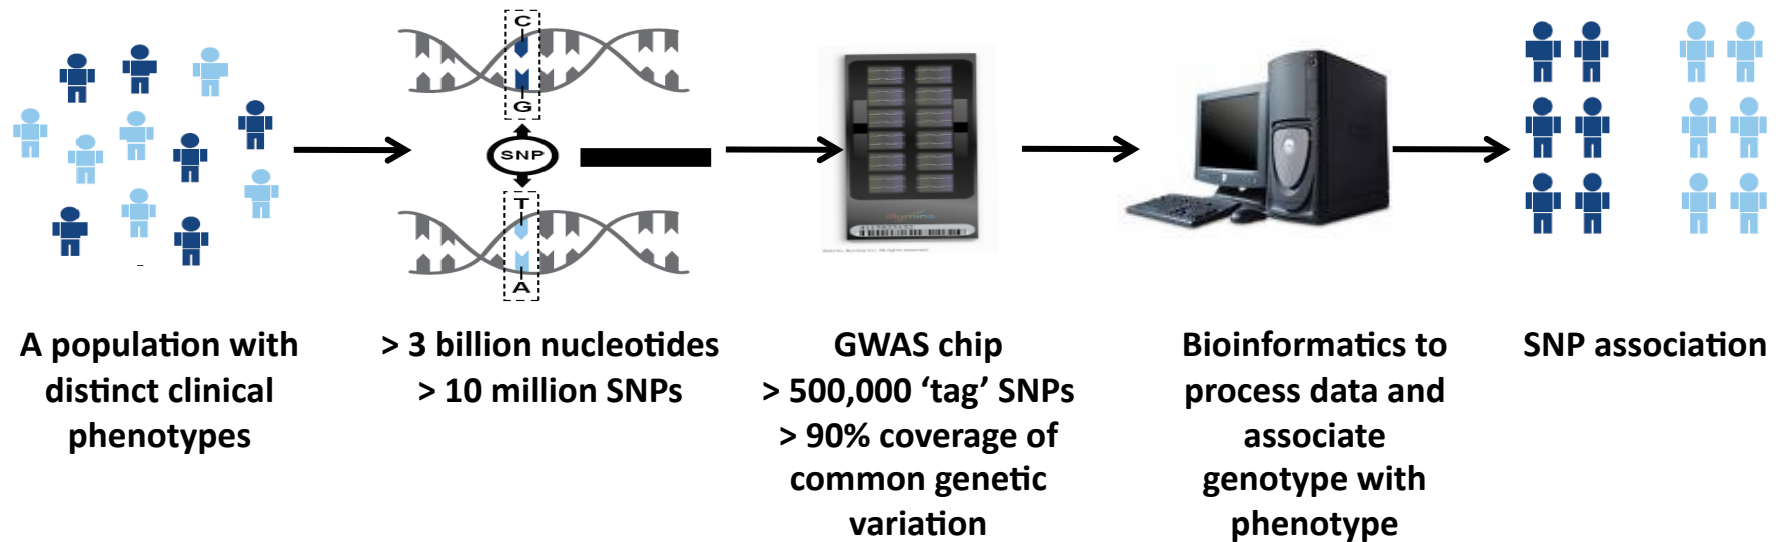 C
G
SNP
T
A
illumina
A population with
distinct clinical
phenotypes
> 3 billion nucleotides
> 10 million SNPs
GWAS chip
> 500,000 ‘tag’ SNPs
> 90% coverage of
common genetic
variation
Bioinformatics to
process data and
associate
genotype with
phenotype
SNP association